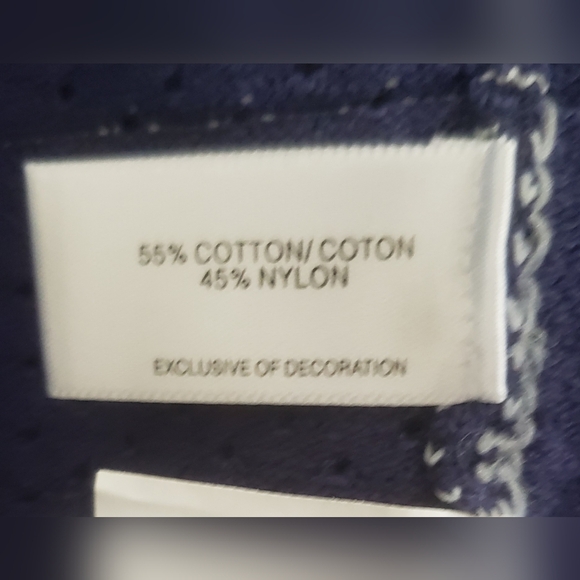 55% COTTON/ COTON
45% NYLON
EXCLUSIVE OF DECORATION